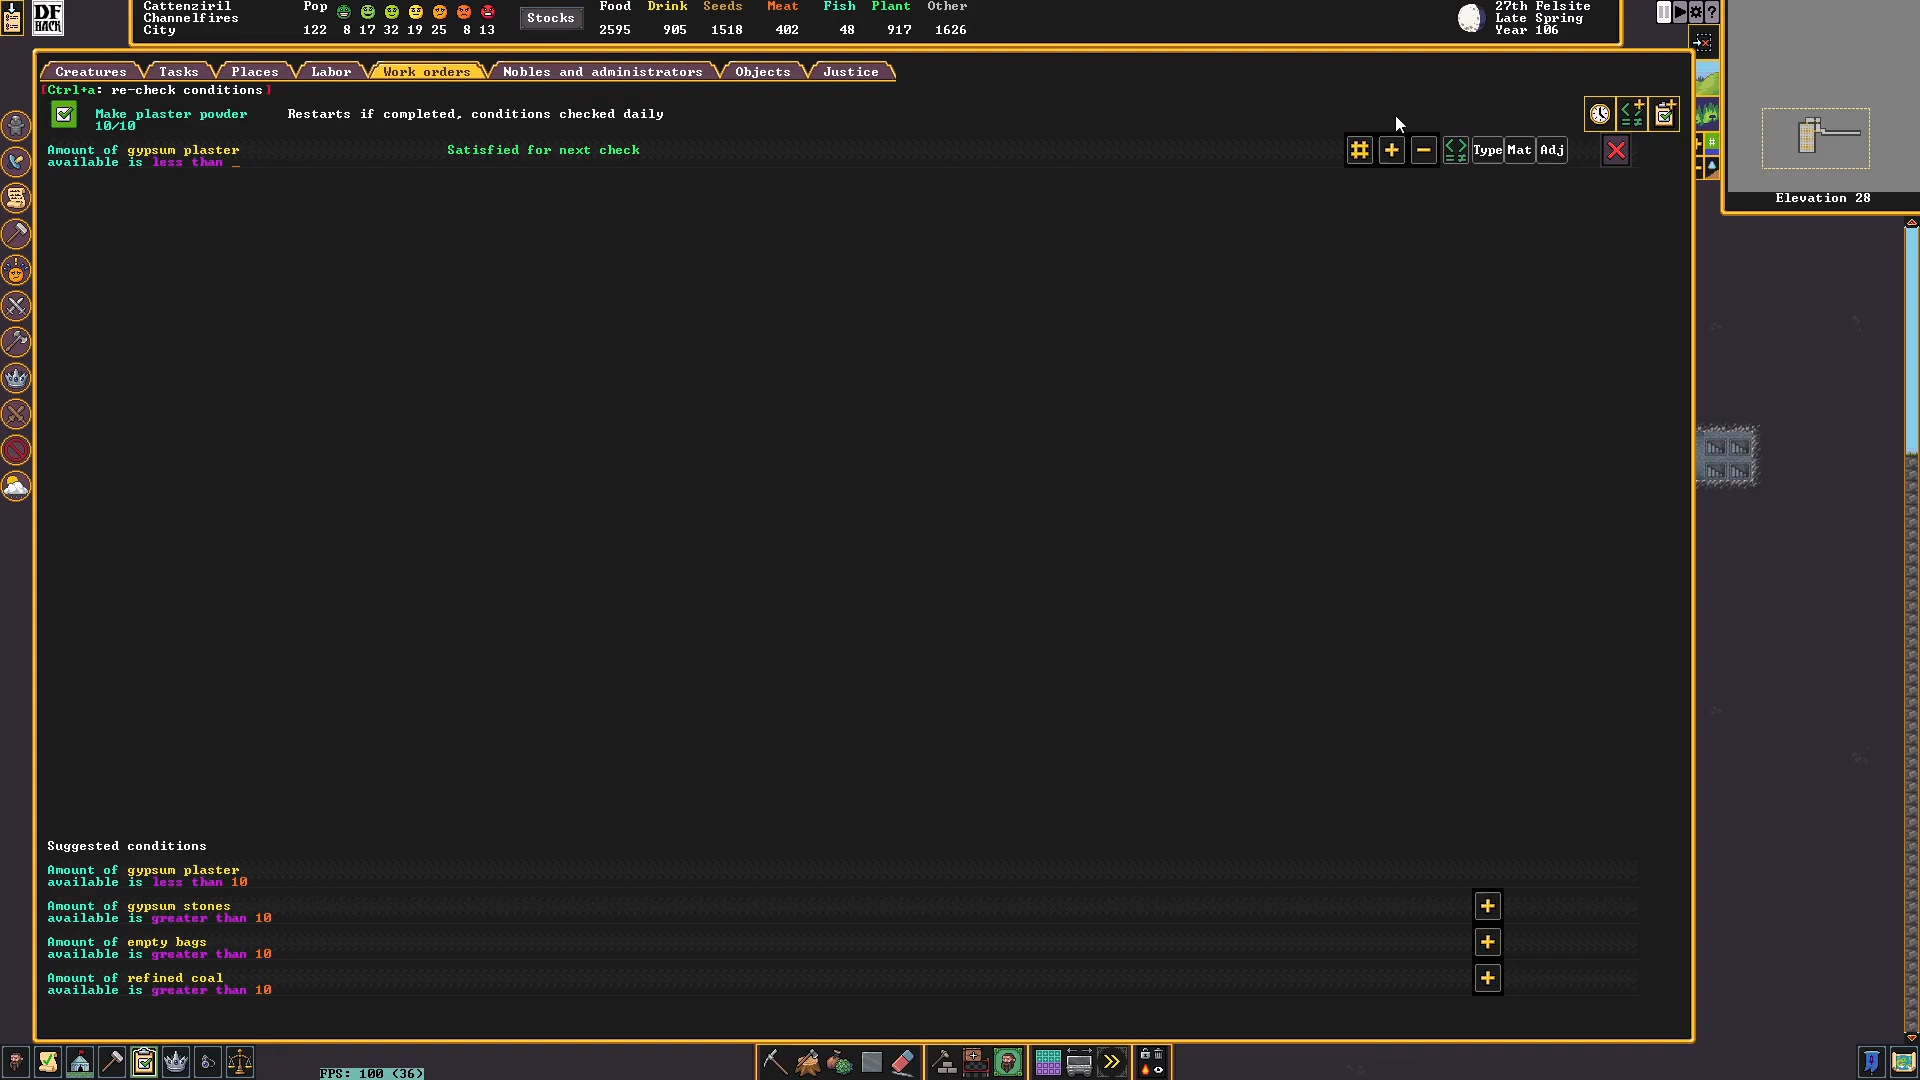 DF
HACK
Cattenziril
Channelfires
City
Pop
122 8 17 32 19 25 8 13
Stocks
Food Drink Seeds Meat Fish Plant Other
2595 905 1518 402 48 917 1626
27th Felsite
Late Spring
Year 106
?
Creatures Tasks Places Labor Work orders Nobles and administrators Objects Justice
[Ctrl+a: re-check conditions]
Make plaster powder Restarts if completed, conditions checked daily
10/10
Amount of gypsum plaster Satisfied for next check
available is less than _
Type Mat Adj
Elevation 28
Suggested conditions
Amount of gypsum plaster
available is less than 10
Amount of gypsum stones
available is greater than 10
Amount of empty bags
available is greater than 10
Amount of refined coal
available is greater than 10
FPS: 100 (36)